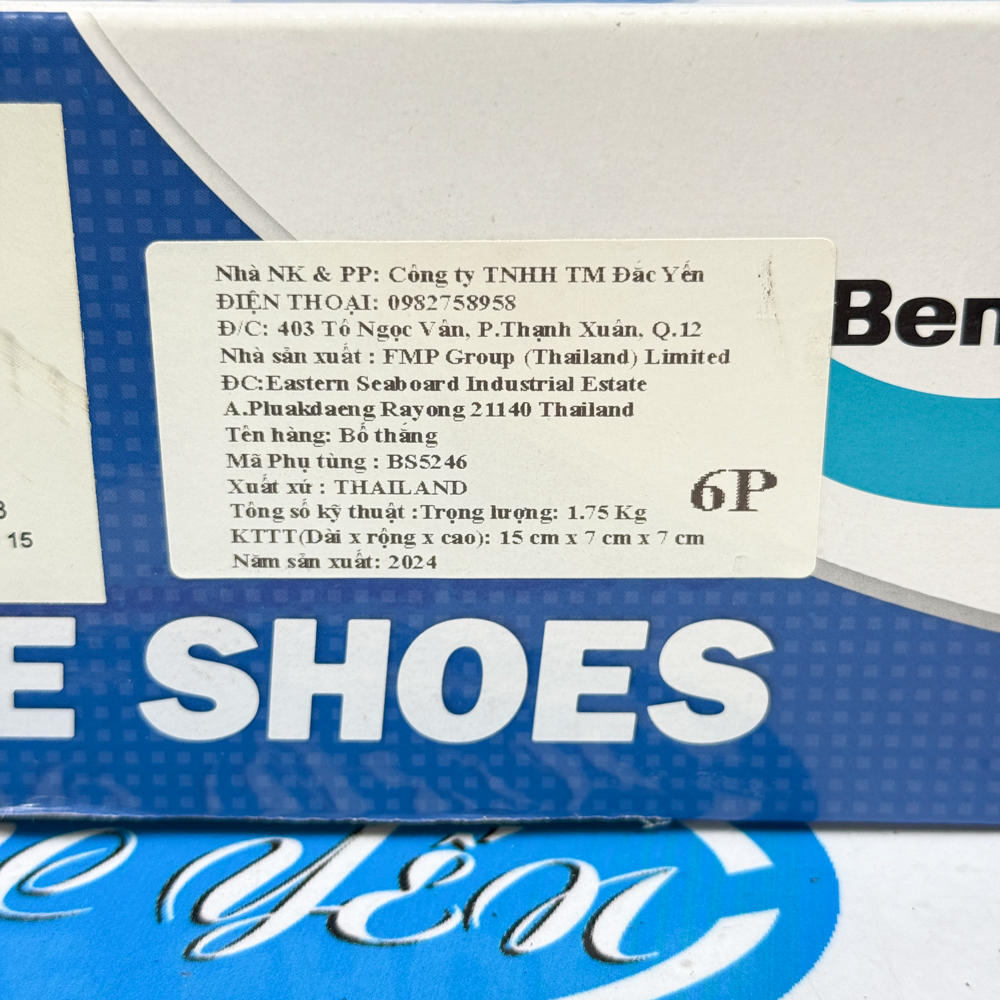 Nhà NK & PP: Công ty TNHH TM Đắc Yến
ĐIỆN THOẠI: 0982758958
Đ/C: 403 Tô Ngọc Vân, P.Thạnh Xuân, Q.12
Nhà sản xuất : FMP Group (Thailand) Limited
ĐC:Eastern Seaboard Industrial Estate
A.Pluakdaeng Rayong 21140 Thailand
Tên hàng: Bố thắng
Mã Phụ tùng : BS5246
Xuất xứ : THAILAND
6P
Tông số kỹ thuật :Trọng lượng: 1.75 Kg
KTTT(Dài x rộng x cao): 15 cm x 7 cm x 7 cm
Năm sản xuất: 2024
Ben
15
E SHOES
YẾN